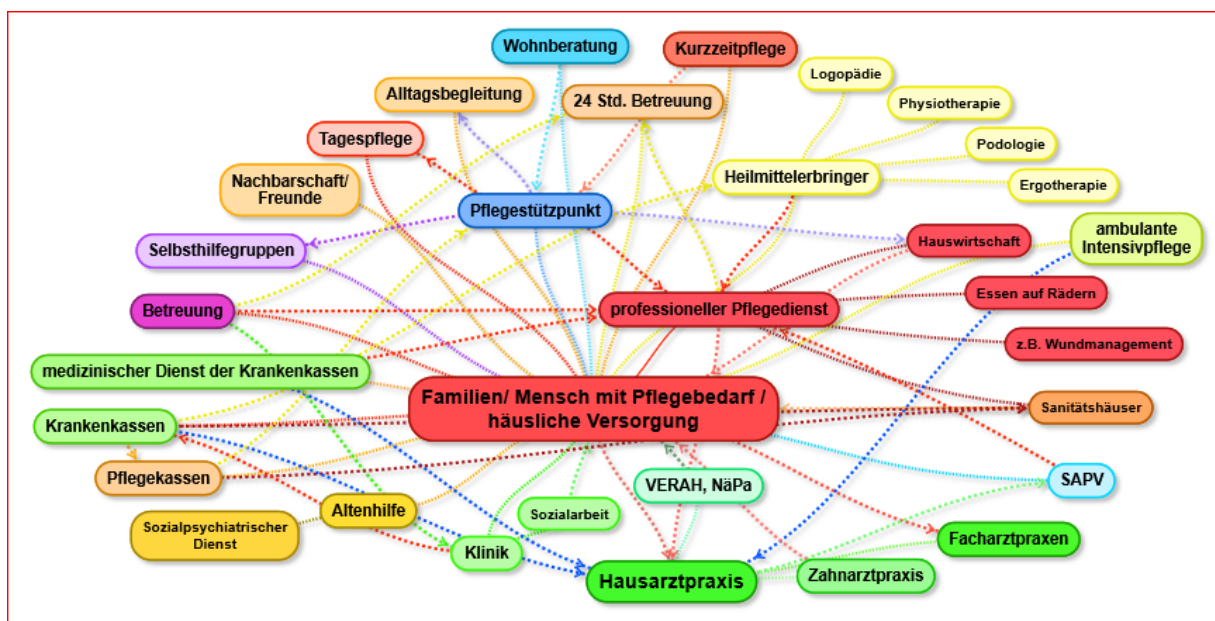 Wohnberatung
Kurzzeitpflege
Logopädie
Alltagsbegleitung
24 Std. Betreuung
Physiotherapie
Tagespflege
Podologie
Nachbarschaft/
Freunde
Heilmittelerbringer
Ergotherapie
Pflegestützpunkt
Selbsthilfegruppen
Hauswirtschaft
ambulante
Intensivpflege
Betreuung
professioneller Pflegedienst
Essen auf Rädern
z.B. Wundmanagement
medizinischer Dienst der Krankenkassen
Familien/ Mensch mit Pflegebedarf /
häusliche Versorgung
Sanitätshäuser
Krankenkassen
Pflegekassen
VERAH, NäPa
SAPV
Altenhilfe
Sozialarbeit
Sozialpsychiatrischer
Dienst
Klinik
Facharztpraxen
Hausarztpraxis
Zahnarztpraxis